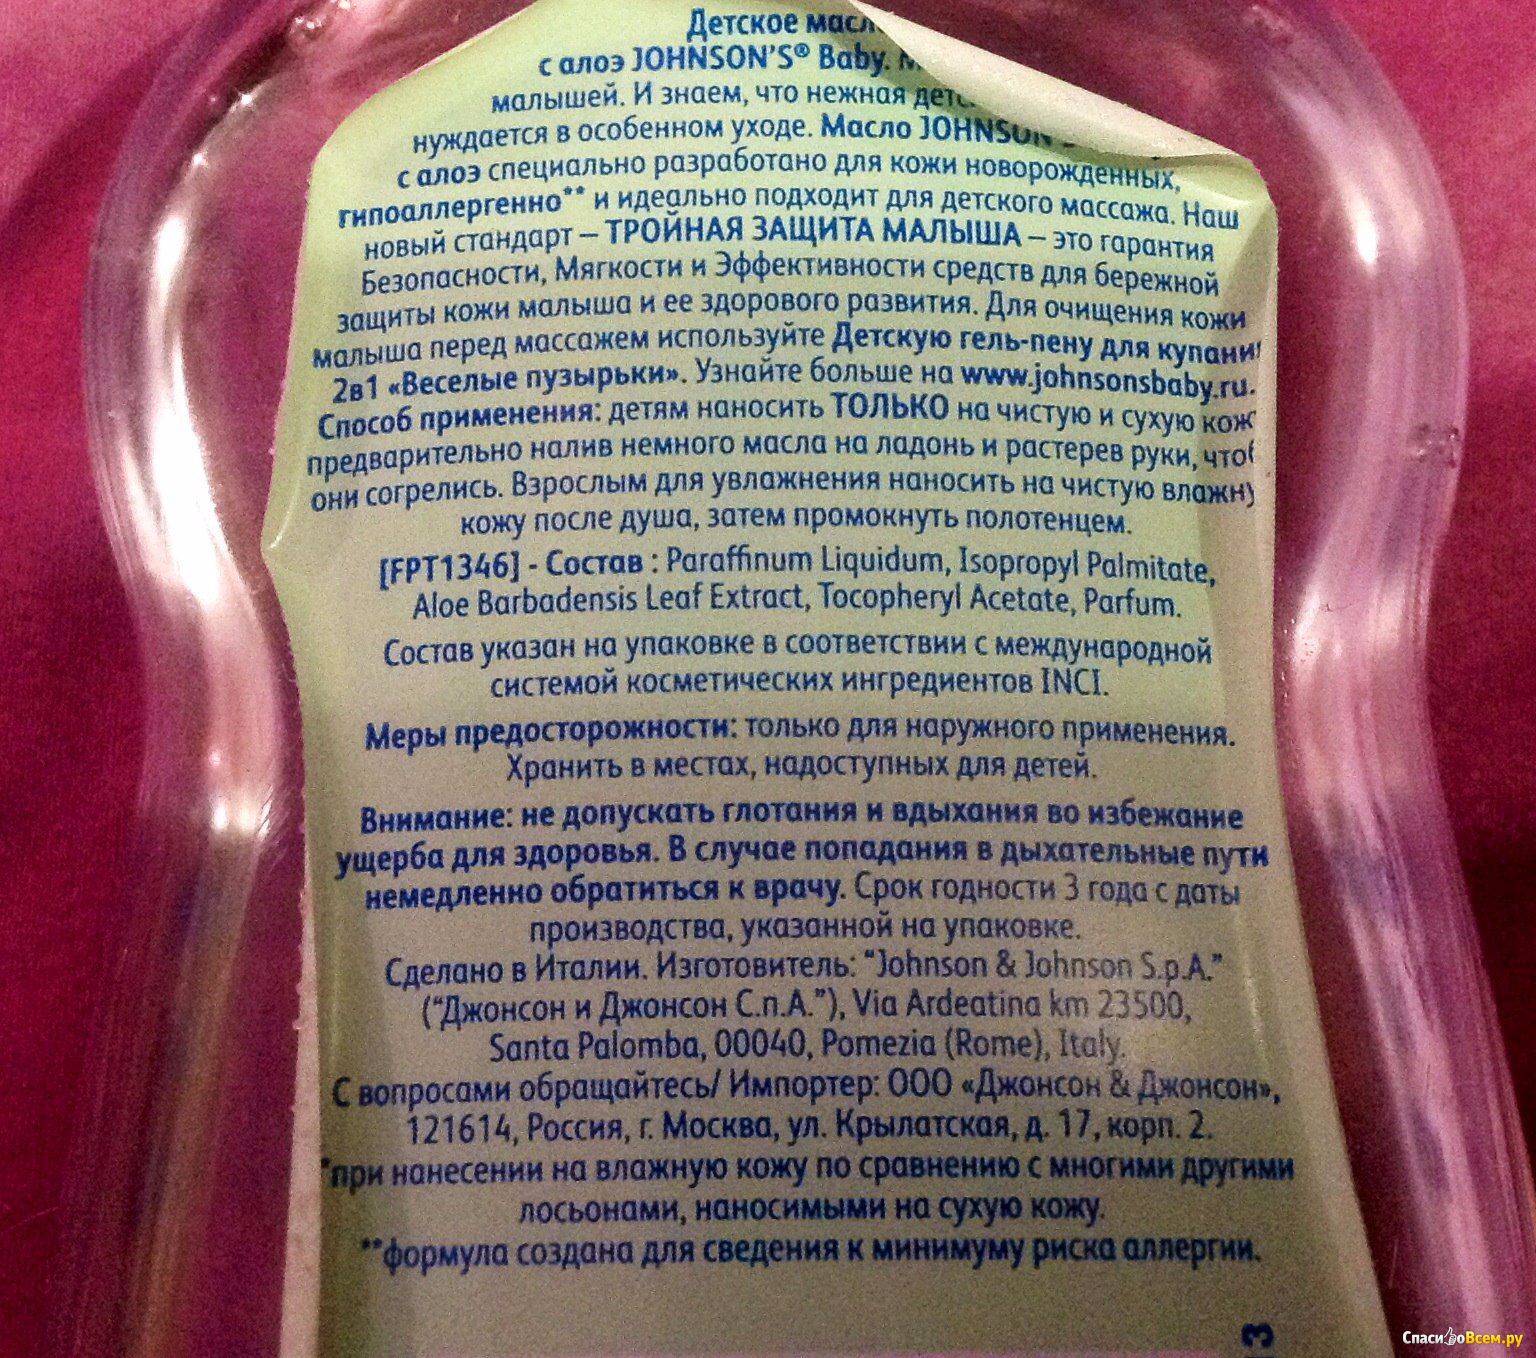 Детское
с алоэ JOHNSON'S® Baby.
малышей. И знаем, что нежная
нуждается в особенном уходе. Масло
с алоэ специально разработано для кожи новорожденных,
гипоаллергенно** и идеально подходит для детского массажа. Наш
новый стандарт – ТРОЙНАЯ ЗАЩИТА МАЛЫША – это гарантия
Безопасности, Мягкости и Эффективности средств для бережной
защиты кожи малыша и ее здорового развития. Для очищения кожи
малыша перед массажем используйте Детскую гель-пену для
2в1 «Веселые пузырьки». Узнайте больше на www.johnsonsbaby.ru.
Способ применения: детям наносить ТОЛЬКО на чистую и сухую
предварительно налив немного масла на ладонь и растерев руки,
они согрелись. Взрослым для увлажнения наносить на чистую
кожу после душа, затем промокнуть полотенцем.
[FPT1346] - Состав : Paraffinum Liquidum, Isopropyl Palmitate,
Aloe Barbadensis Leaf Extract, Tocopheryl Acetate, Parfum.
Состав указан на упаковке в соответствии с международной
системой косметических ингредиентов INCI.
Меры предосторожности: только для наружного применения.
Хранить в местах, надоступных для детей.
Внимание: не допускать глотания и вдыхания во избежание
ущерба для здоровья. В случае попадания в дыхательные пути
немедленно обратиться к врачу. Срок годности 3 года с даты
производства, указанной на упаковке.
Сделано в Италии. Изготовитель: "Johnson & Johnson S.p.A."
("Джонсон и Джонсон С.п.А."), Via Ardeatina km 23500,
Santa Palomba, 00040, Pomezia (Rome), Italy.
С вопросами обращайтесь/ Импортер: ООО «Джонсон & Джонсон»,
121614, Россия, г. Москва, ул. Крылатская, д. 17, корп. 2.
*при нанесении на влажную кожу по сравнению с многими другими
лосьонами, наносимыми на сухую кожу.
**формула создана для сведения к минимуму риска аллергии.
3
СпасибоВсем.ру